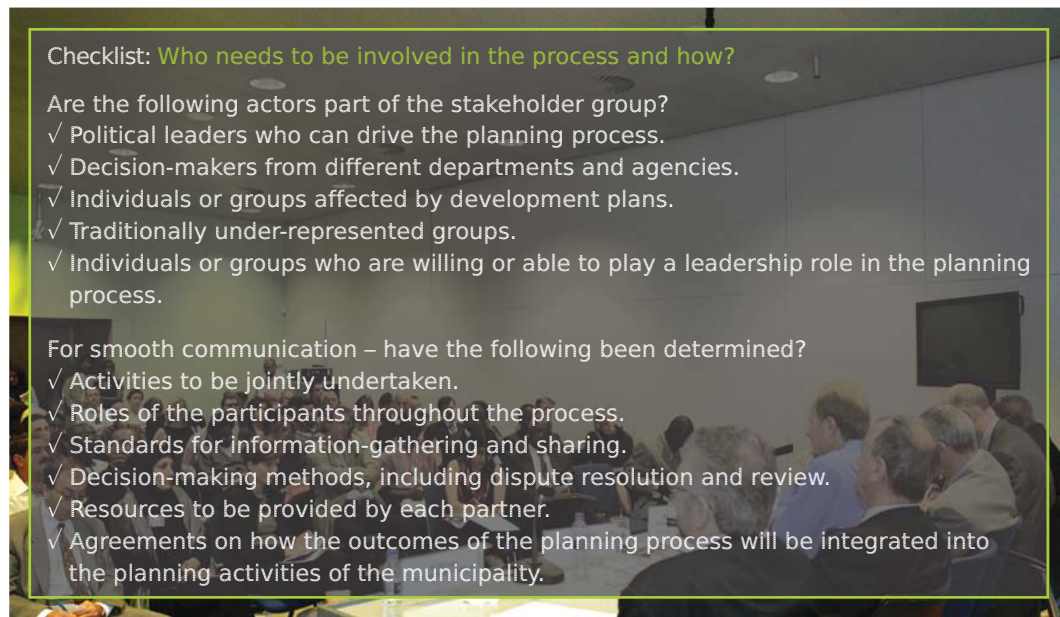 Checklist: Who needs to be involved in the process and how?
Are the following actors part of the stakeholder group?
√ Political leaders who can drive the planning process.
√ Decision-makers from different departments and agencies.
√ Individuals or groups affected by development plans.
√ Traditionally under-represented groups.
√ Individuals or groups who are willing or able to play a leadership role in the planning
process.
For smooth communication – have the following been determined?
√ Activities to be jointly undertaken.
√ Roles of the participants throughout the process.
√ Standards for information-gathering and sharing.
√ Decision-making methods, including dispute resolution and review.
√ Resources to be provided by each partner.
√ Agreements on how the outcomes of the planning process will be integrated into
the planning activities of the municipality.